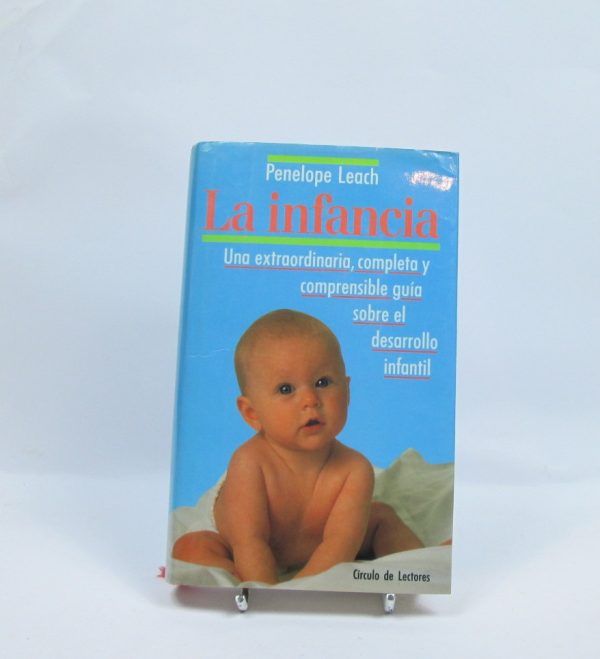 Penelope Leach
La infancia
Una extraordinaria, completa y
comprensible guía
sobre el
desarrollo
infantil
Círculo de Lectores